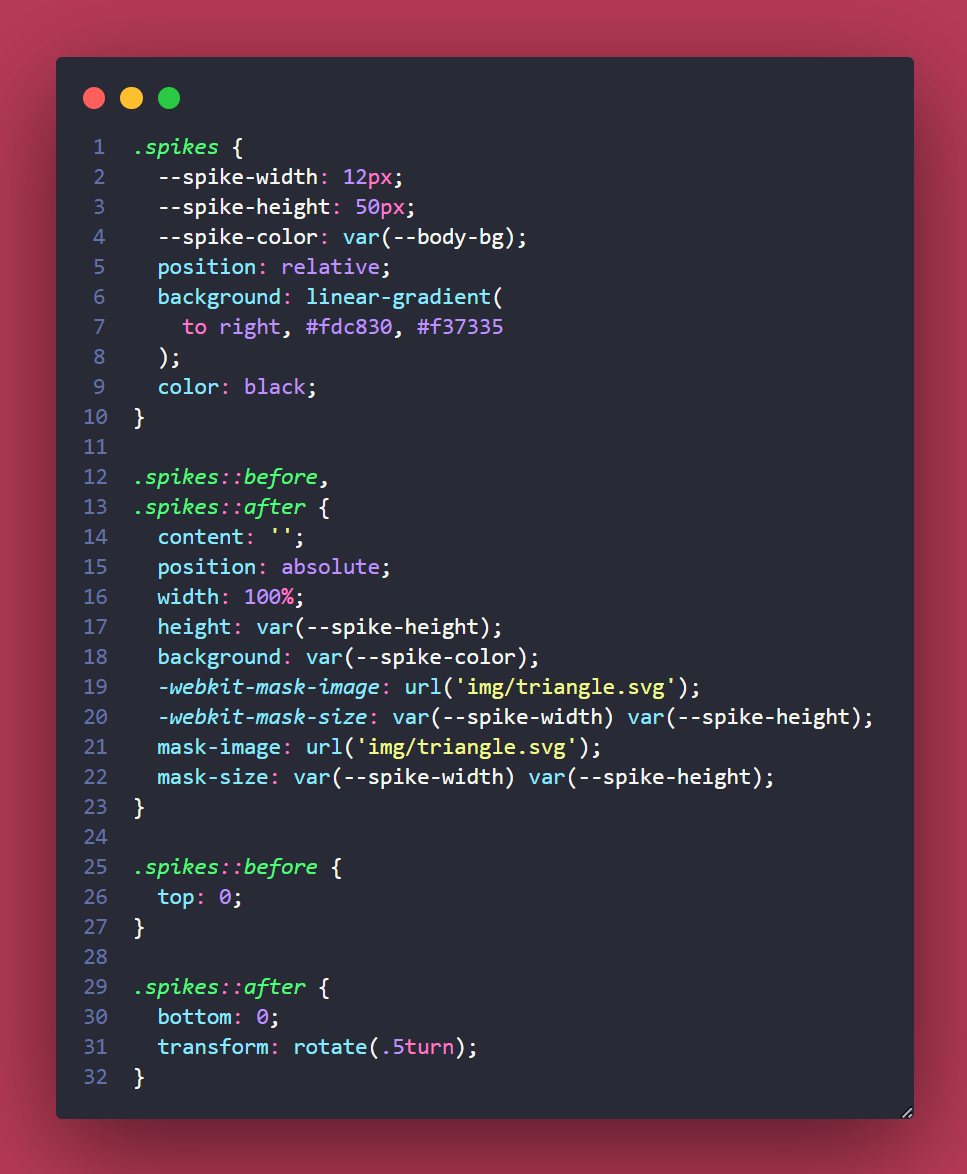 1 .spikes {
2   --spike-width: 12px;
3   --spike-height: 50px;
4   --spike-color: var(--body-bg);
5   position: relative;
6   background: linear-gradient(
7     to right, #fdc830, #f37335
8   );
9   color: black;
10 }
11
12 .spikes::before,
13 .spikes::after {
14   content: '';
15   position: absolute;
16   width: 100%;
17   height: var(--spike-height);
18   background: var(--spike-color);
19   -webkit-mask-image: url('img/triangle.svg');
20   -webkit-mask-size: var(--spike-width) var(--spike-height);
21   mask-image: url('img/triangle.svg');
22   mask-size: var(--spike-width) var(--spike-height);
23 }
24
25 .spikes::before {
26   top: 0;
27 }
28
29 .spikes::after {
30   bottom: 0;
31   transform: rotate(.5turn);
32 }